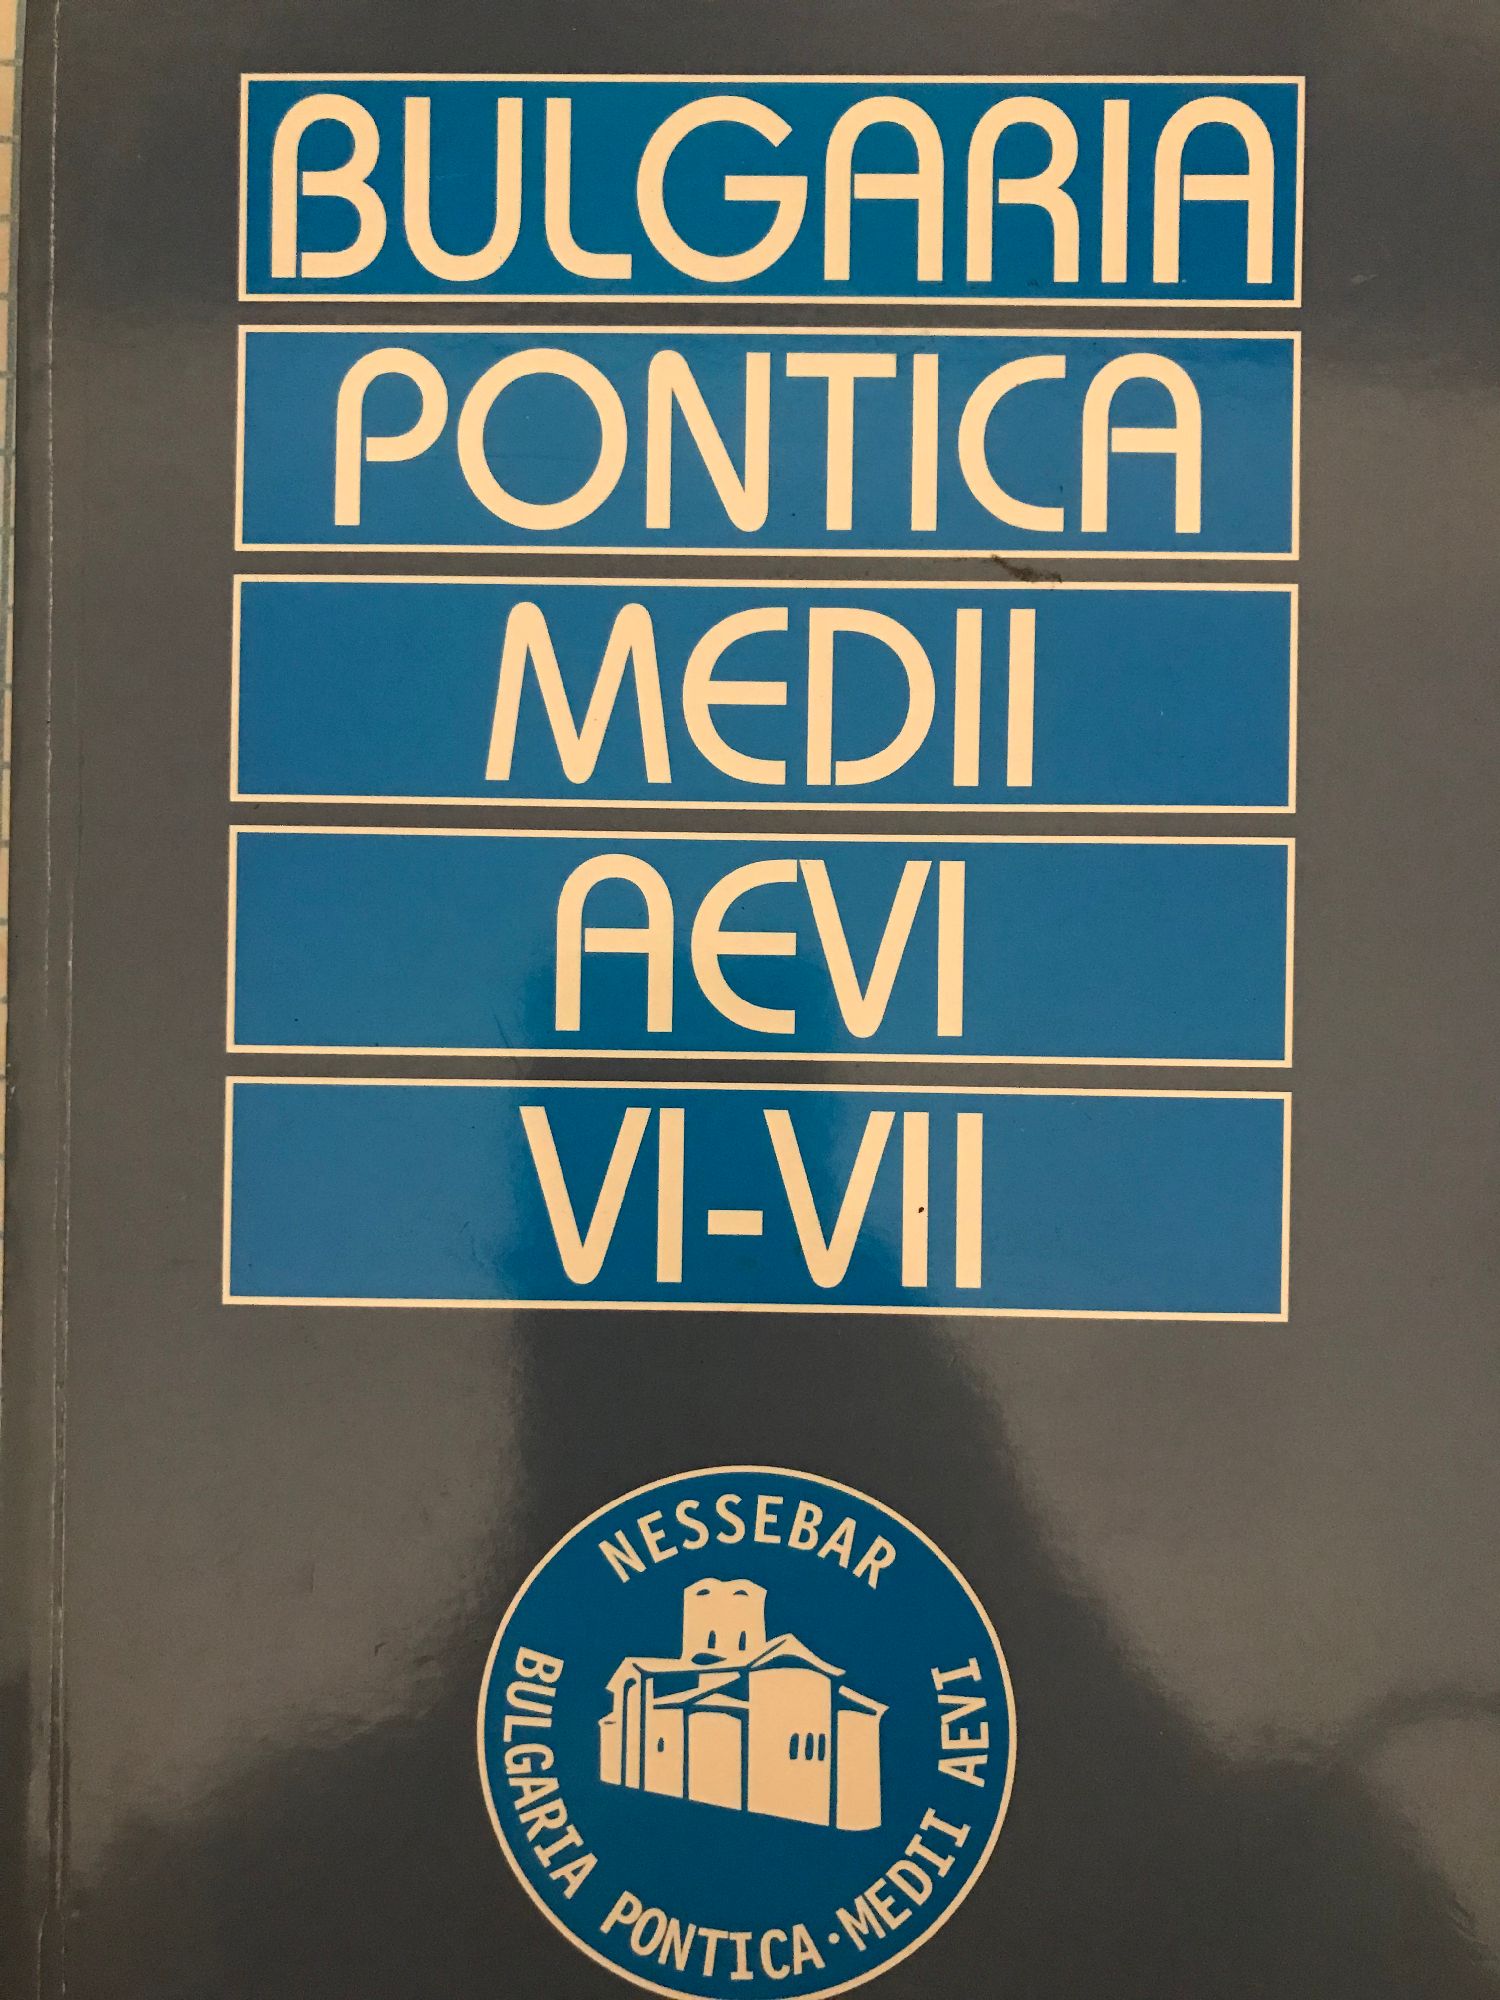 BULGARIA
PONTICA
MEDII
AEVI
VI-VII
NESSEBAR
BULGARIA PONTICA·MEDII AEVI